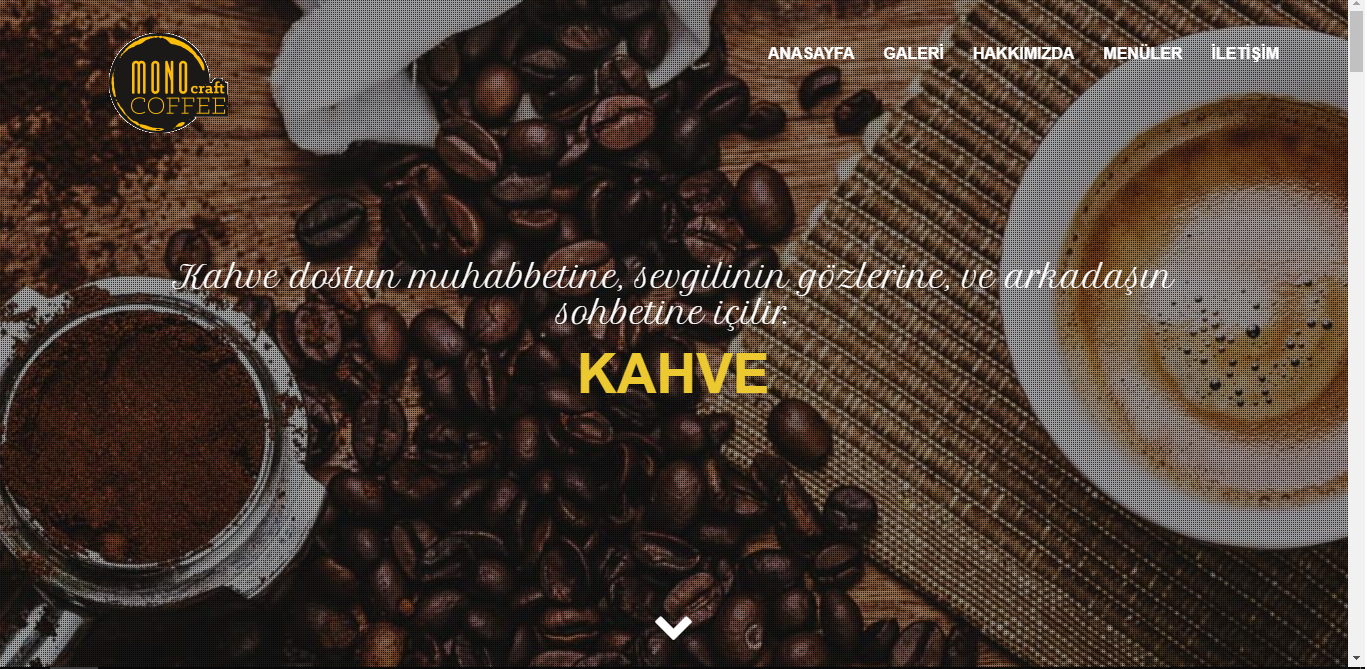 MONO
craft
COFFEE
ANASAYFA GALERİ HAKKIMIZDA MENÜLER İLETİŞİM
Kahve dostun muhabbetine, sevgilinin gözlerine, ve arkadaşın
sohbetine içilir.
KAHVE